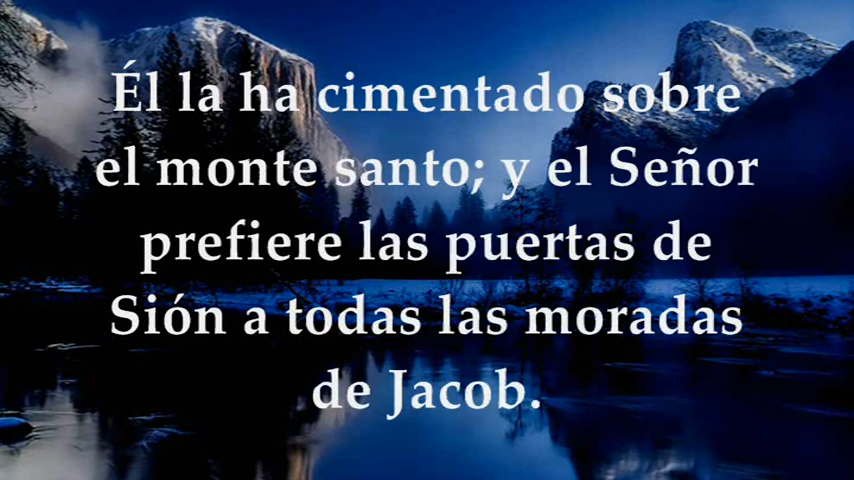 Él la ha cimentado sobre
el monte santo; y el Señor
prefiere las puertas de
Sión a todas las moradas
de Jacob.